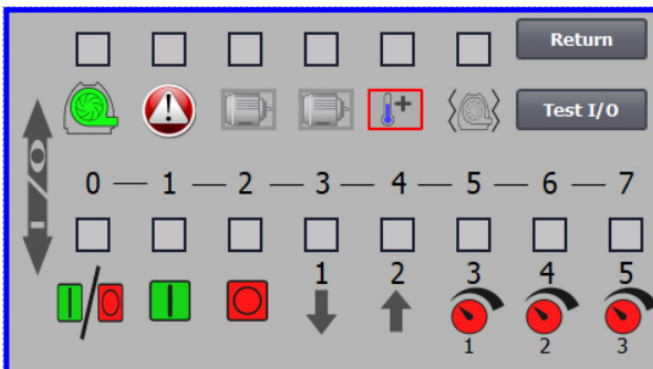 Return
Test I/O
I/O
0 — 1 — 2 — 3 — 4 — 5 — 6 — 7
1 2 3 4 5
1 2 3